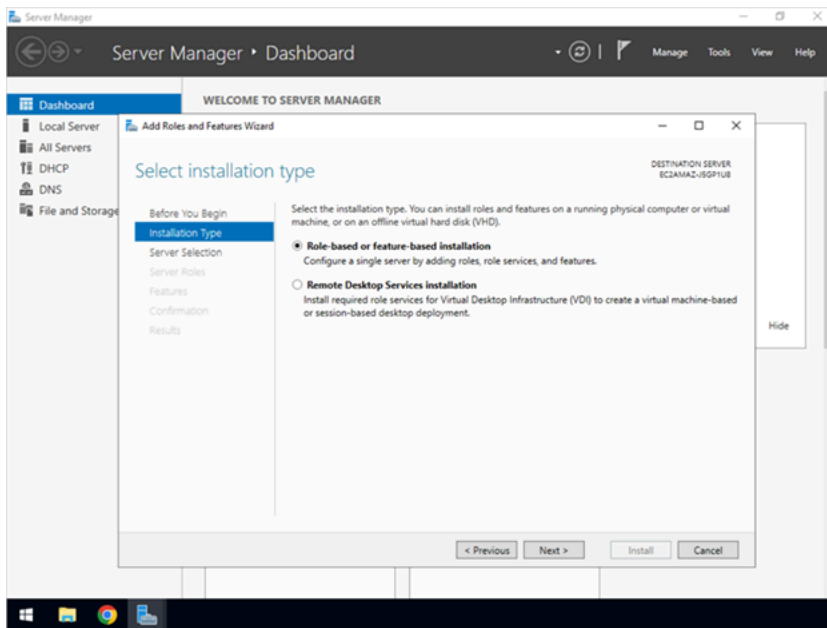 Server Manager
Server Manager • Dashboard
Manage Tools View Help
Dashboard
Local Server
All Servers
DHCP
DNS
File and Storage
WELCOME TO SERVER MANAGER
Add Roles and Features Wizard
Select installation type
DESTINATION SERVER
EC2AMAZ-J5GP1U8
Before You Begin
Installation Type
Server Selection
Server Roles
Features
Confirmation
Results
Select the installation type. You can install roles and features on a running physical computer or virtual
machine, or on an offline virtual hard disk (VHD).
Role-based or feature-based installation
Configure a single server by adding roles, role services, and features.
Remote Desktop Services installation
Install required role services for Virtual Desktop Infrastructure (VDI) to create a virtual machine-based
or session-based desktop deployment.
Hide
< Previous Next > Install Cancel